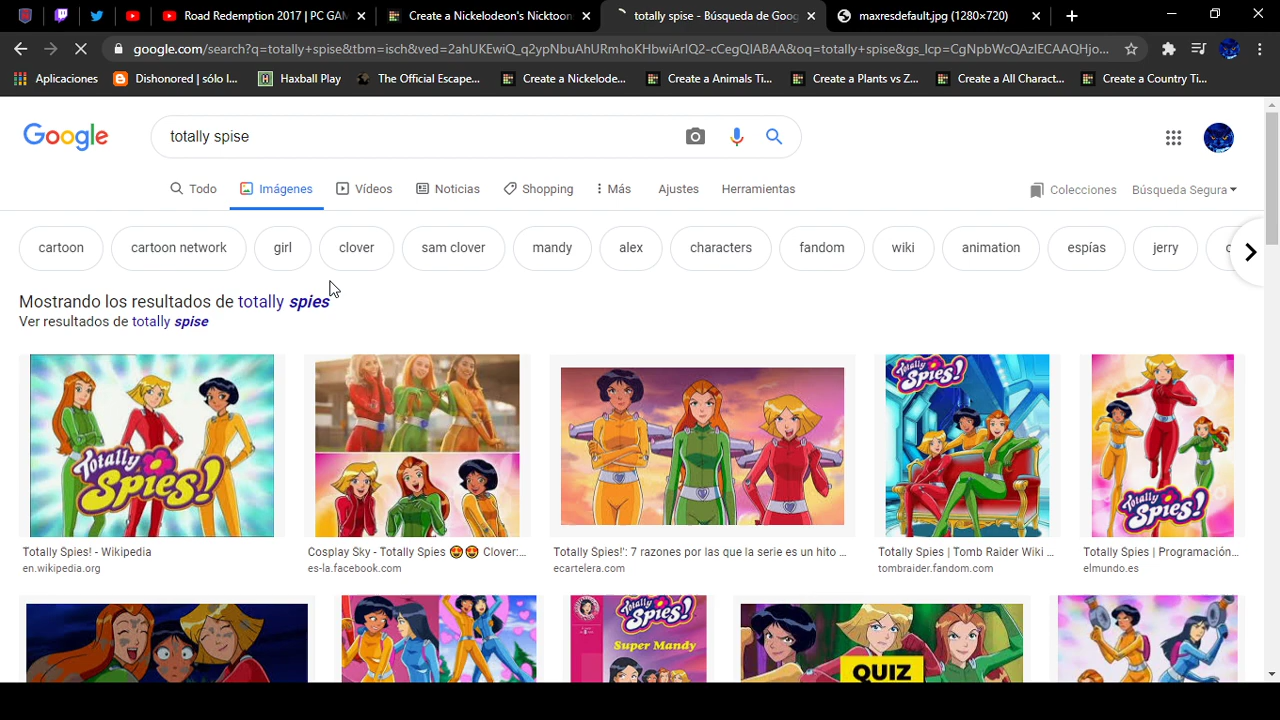 Road Redemption 2017 | PC GAM
Create a Nickelodeon's Nicktoon
totally spise - Búsqueda de Goog
maxresdefault.jpg (1280×720)
google.com/search?q=totally+spise&tbm=isch&ved=2ahUKEwiQ_q2ypNbuAhURmhoKHbwiArIQ2-cCegQIABAA&oq=totally+spise&gs_lcp=CgNpbWcQAzIECAAQHjo...
Aplicaciones
Dishonored | sólo l...
Haxball Play
The Official Escape...
Create a Nickelode...
Create a Animals Ti...
Create a Plants vs Z...
Create a All Charact...
Create a Country Ti...
Google
totally spise
Todo
Imágenes
Vídeos
Noticias
Shopping
Más
Ajustes
Herramientas
Colecciones
Búsqueda Segura
cartoon
cartoon network
girl
clover
sam clover
mandy
alex
characters
fandom
wiki
animation
espías
jerry
Mostrando los resultados de totally spies
Ver resultados de totally spise
Totally Spies!
Totally Spies!
Totally Spies!
Totally Spies! - Wikipedia
en.wikipedia.org
Cosplay Sky - Totally Spies 🤩🤩 Clover:...
es-la.facebook.com
Totally Spies!': 7 razones por las que la serie es un hito ...
ecartelera.com
Totally Spies | Tomb Raider Wiki ...
tombraider.fandom.com
Totally Spies | Programación...
elmundo.es
Totally Spies!
Super Mandy
QUIZ